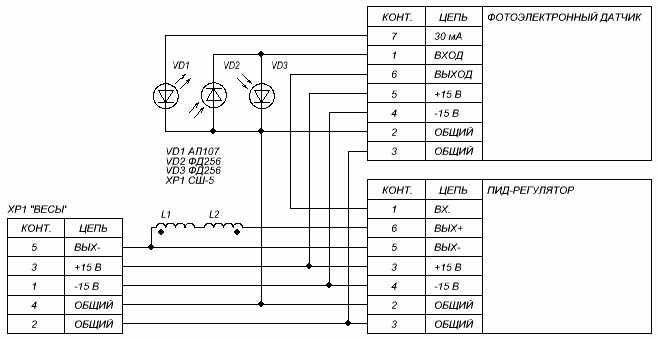 КОНТ. ЦЕПЬ ФОТОЭЛЕКТРОННЫЙ ДАТЧИК
7 30 мА
1 ВХОД
6 ВЫХОД
5 +15 В
4 -15 В
2 ОБЩИЙ
3 ОБЩИЙ
VD1 VD2 VD3
VD1 АЛ107
VD2 ФД256
VD3 ФД256
XP1 СШ-5
КОНТ. ЦЕПЬ ПИД-РЕГУЛЯТОР
1 ВХ.
6 ВЫХ+
5 ВЫХ-
3 +15 В
4 -15 В
2 ОБЩИЙ
3 ОБЩИЙ
XP1 "ВЕСЫ"
L1 L2
КОНТ. ЦЕПЬ
5 ВЫХ-
3 +15 В
1 -15 В
4 ОБЩИЙ
2 ОБЩИЙ